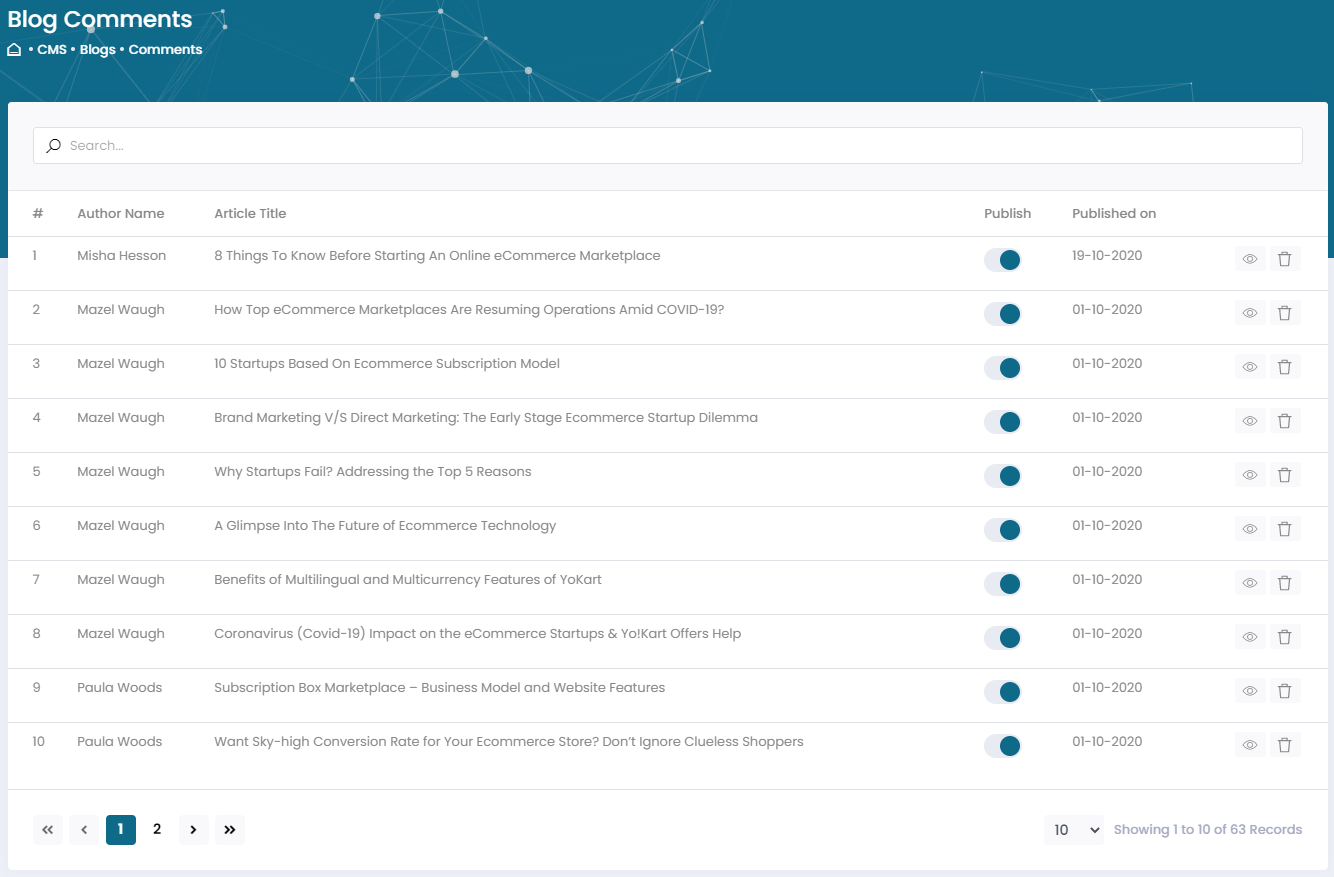 Blog Comments
• CMS • Blogs • Comments
Search...
# Author Name Article Title Publish Published on
1 Misha Hesson 8 Things To Know Before Starting An Online eCommerce Marketplace 19-10-2020
2 Mazel Waugh How Top eCommerce Marketplaces Are Resuming Operations Amid COVID-19? 01-10-2020
3 Mazel Waugh 10 Startups Based On Ecommerce Subscription Model 01-10-2020
4 Mazel Waugh Brand Marketing V/S Direct Marketing: The Early Stage Ecommerce Startup Dilemma 01-10-2020
5 Mazel Waugh Why Startups Fail? Addressing the Top 5 Reasons 01-10-2020
6 Mazel Waugh A Glimpse Into The Future of Ecommerce Technology 01-10-2020
7 Mazel Waugh Benefits of Multilingual and Multicurrency Features of YoKart 01-10-2020
8 Mazel Waugh Coronavirus (Covid-19) Impact on the eCommerce Startups & Yo!Kart Offers Help 01-10-2020
9 Paula Woods Subscription Box Marketplace – Business Model and Website Features 01-10-2020
10 Paula Woods Want Sky-high Conversion Rate for Your Ecommerce Store? Don’t Ignore Clueless Shoppers 01-10-2020
1 2 10 Showing 1 to 10 of 63 Records